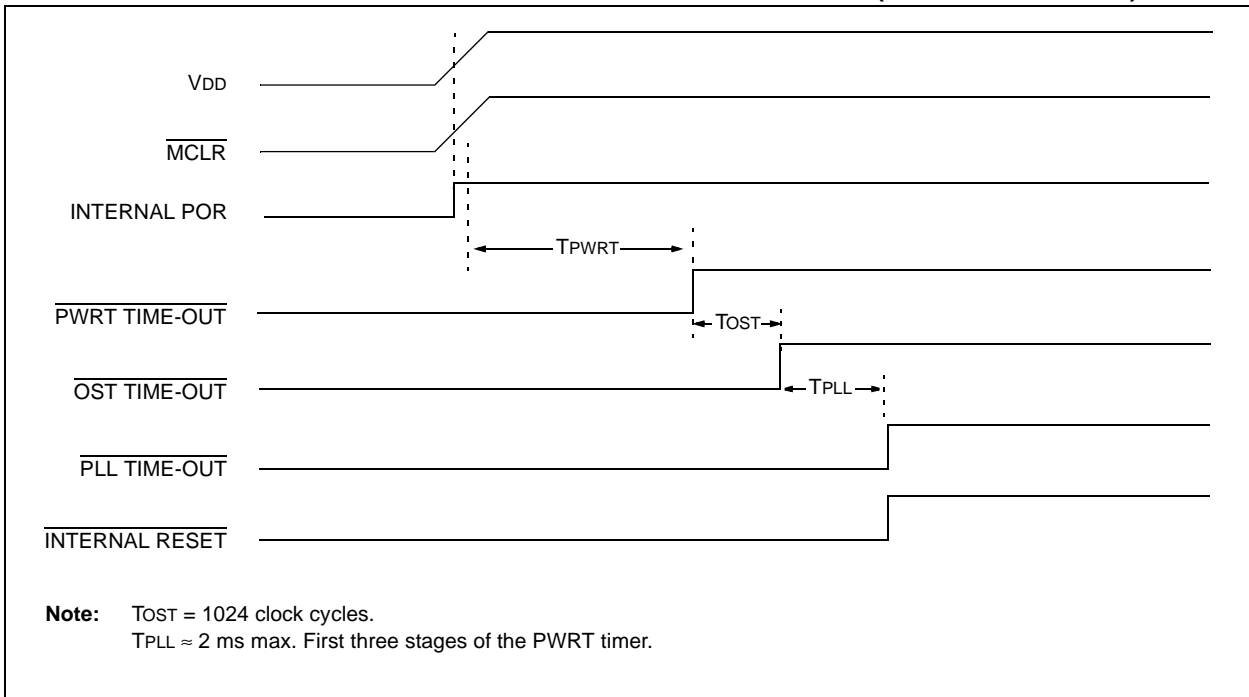 VDD
MCLR
INTERNAL POR
TPWRT
PWRT TIME-OUT
TOST
OST TIME-OUT
TPLL
PLL TIME-OUT
INTERNAL RESET
Note: TOST = 1024 clock cycles.
TPLL ≈ 2 ms max. First three stages of the PWRT timer.